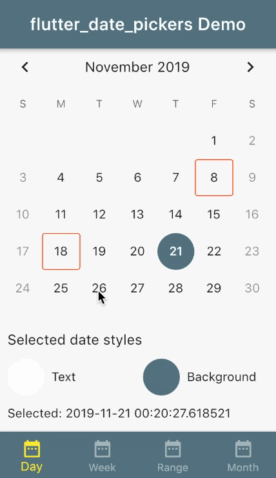 flutter_date_pickers Demo
November 2019
S M T W T F S
1 2
3 4 5 6 7 8 9
10 11 12 13 14 15 16
17 18 19 20 21 22 23
24 25 26 27 28 29 30
Selected date styles
Text Background
Selected: 2019-11-21 00:20:27.618521
Day Week Range Month